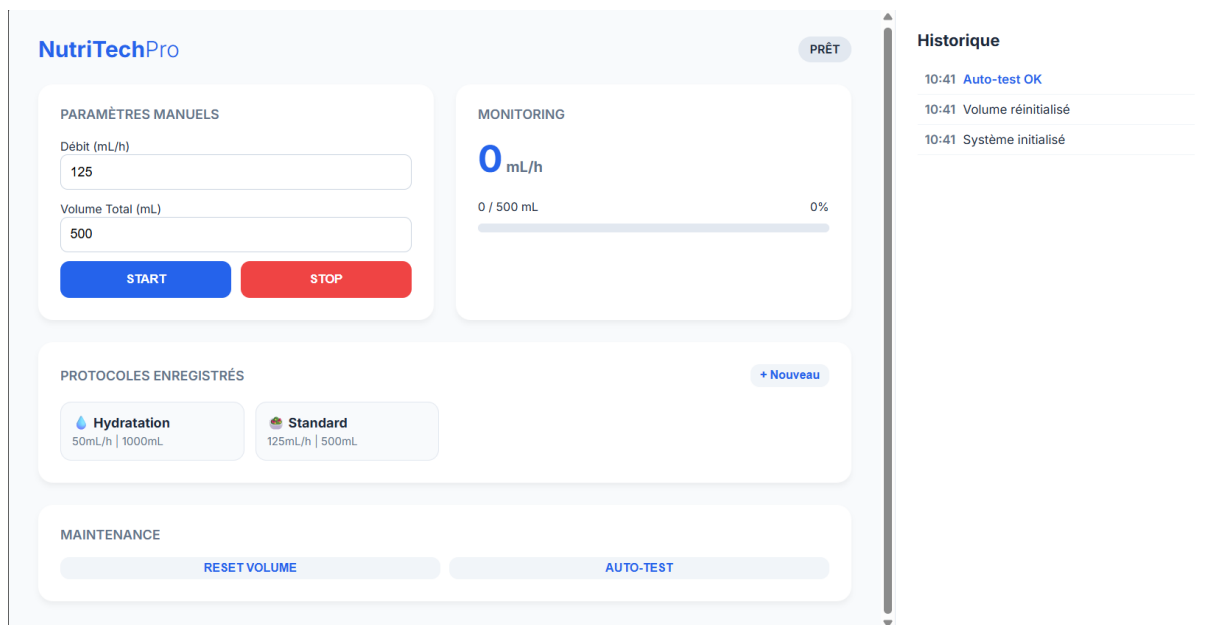 NutriTechPro
PRÊT
PARAMÈTRES MANUELS
Débit (mL/h)
125
Volume Total (mL)
500
START
STOP
MONITORING
0 mL/h
0 / 500 mL
0%
PROTOCOLES ENREGISTRÉS
+ Nouveau
Hydratation
50mL/h | 1000mL
Standard
125mL/h | 500mL
MAINTENANCE
RESET VOLUME
AUTO-TEST
Historique
10:41 Auto-test OK
10:41 Volume réinitialisé
10:41 Système initialisé